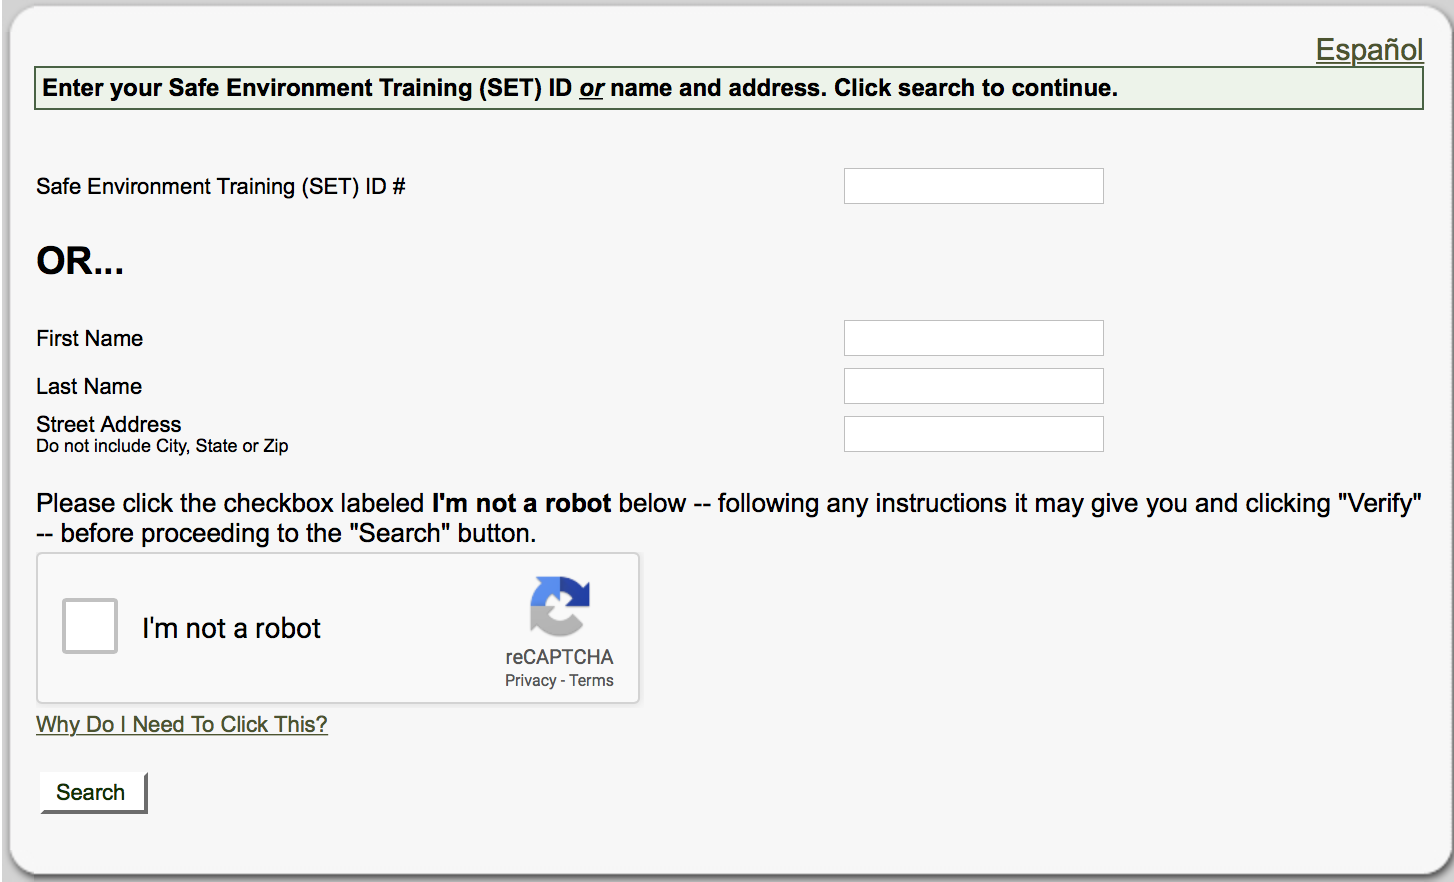 Español
Enter your Safe Environment Training (SET) ID or name and address. Click search to continue.
Safe Environment Training (SET) ID #
OR...
First Name
Last Name
Street Address
Do not include City, State or Zip
Please click the checkbox labeled I'm not a robot below -- following any instructions it may give you and clicking "Verify"
-- before proceeding to the "Search" button.
I'm not a robot
reCAPTCHA
Privacy - Terms
Why Do I Need To Click This?
Search